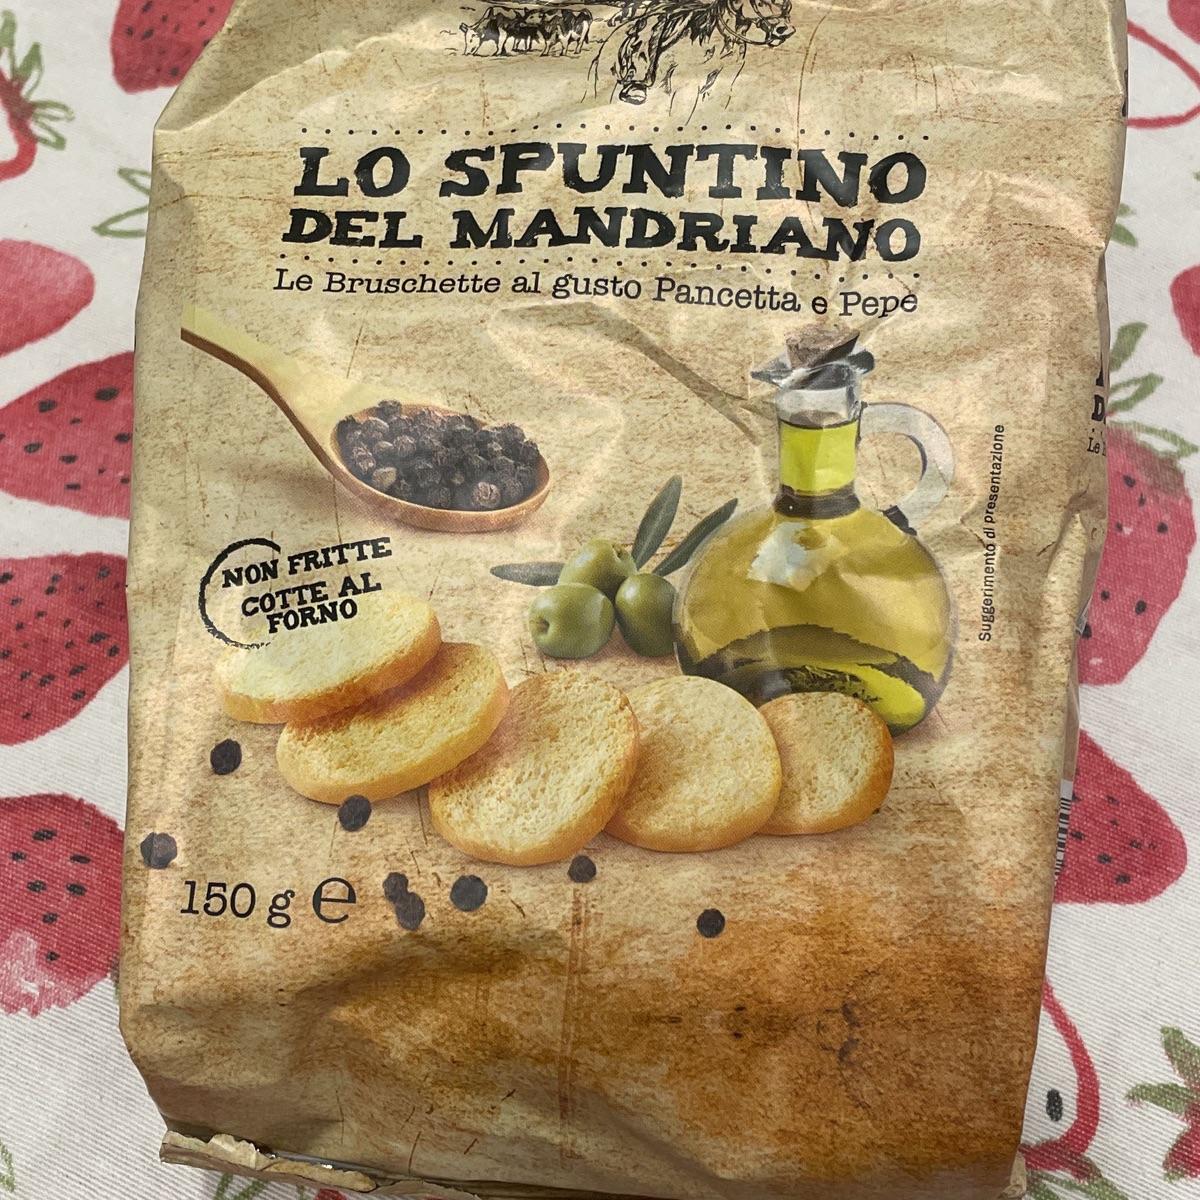 LO SPUNTINO
DEL MANDRIANO
Le Bruschette al gusto Pancetta e Pepe
NON FRITTE
COTTE AL
FORNO
Suggerimento di presentazione
150 g e